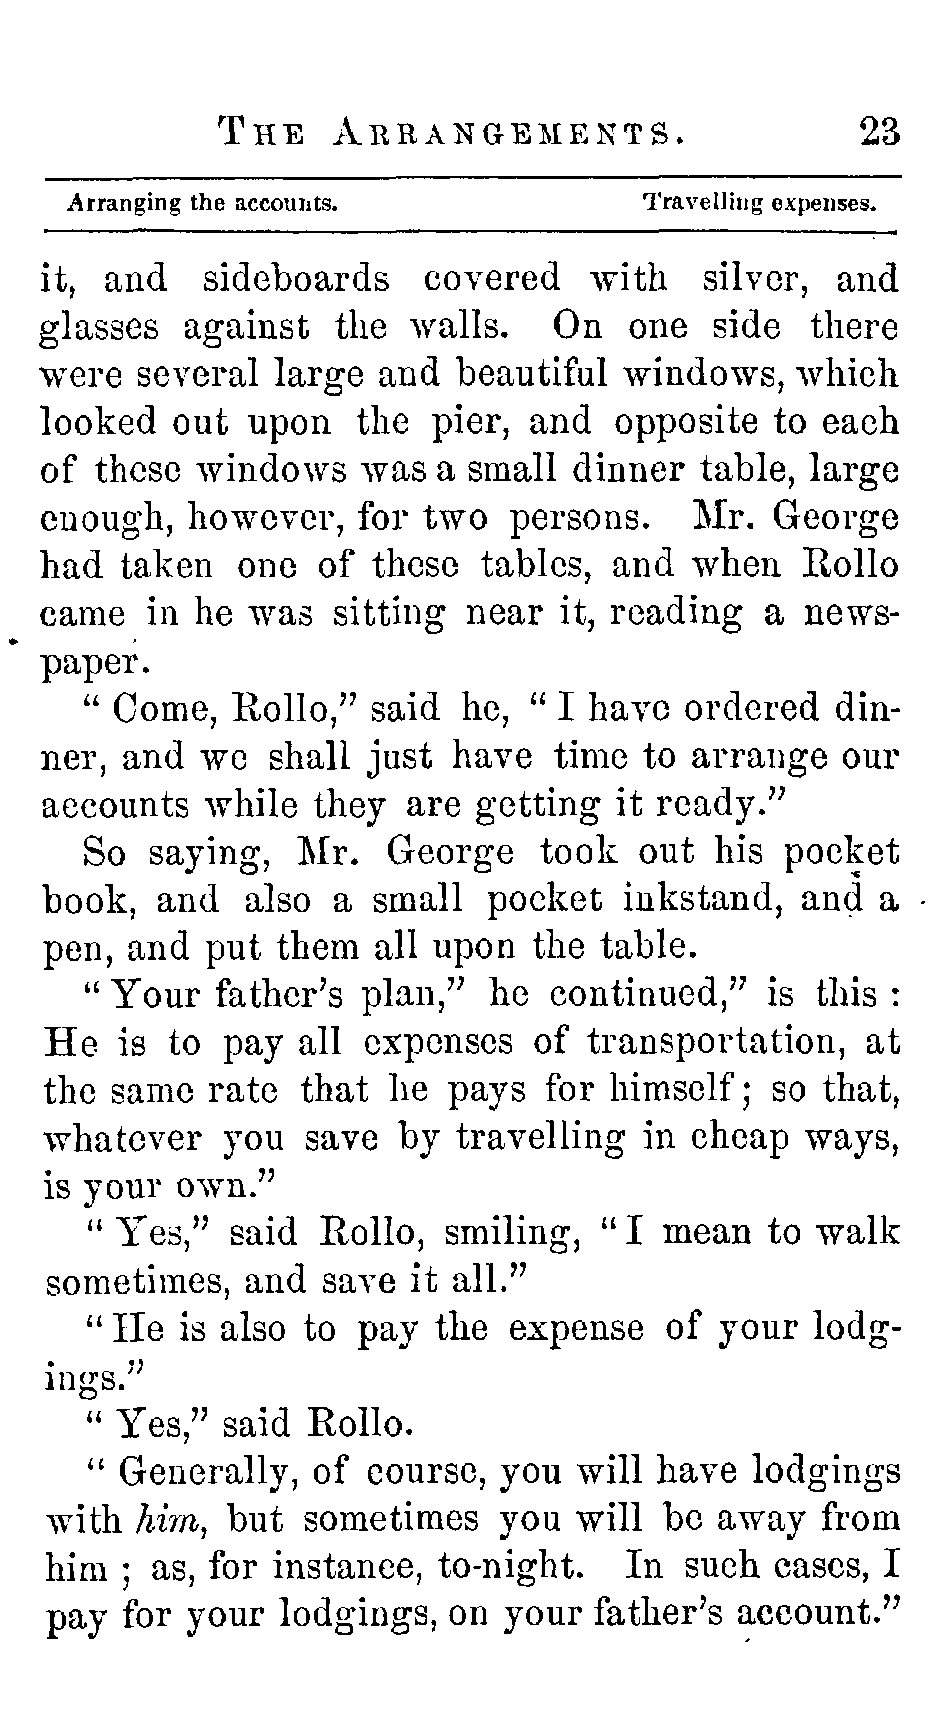 THE ARRANGEMENTS. 23
Arranging the accounts. Travelling expenses.
it, and sideboards covered with silver, and
glasses against the walls. On one side there
were several large and beautiful windows, which
looked out upon the pier, and opposite to each
of these windows was a small dinner table, large
enough, however, for two persons. Mr. George
had taken one of these tables, and when Rollo
came in he was sitting near it, reading a news-
paper.
“ Come, Rollo,” said he, “ I have ordered din-
ner, and we shall just have time to arrange our
accounts while they are getting it ready.”
So saying, Mr. George took out his pocket
book, and also a small pocket inkstand, and a
pen, and put them all upon the table.
“ Your father’s plan,” he continued,” is this :
He is to pay all expenses of transportation, at
the same rate that he pays for himself; so that,
whatever you save by travelling in cheap ways,
is your own.”
“ Yes,” said Rollo, smiling, “ I mean to walk
sometimes, and save it all.”
“ He is also to pay the expense of your lodg-
ings.”
“ Yes,” said Rollo.
“ Generally, of course, you will have lodgings
with him, but sometimes you will be away from
him ; as, for instance, to-night. In such cases, I
pay for your lodgings, on your father’s account.”